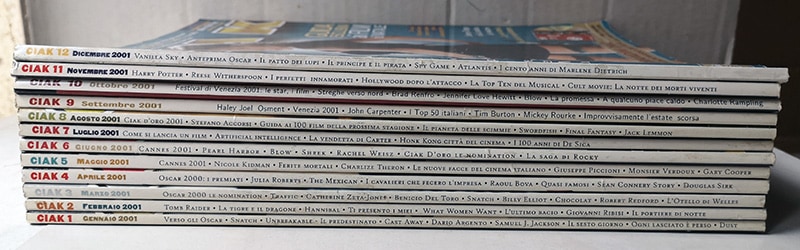 CIAK 12 Dicembre 2001 Vanilla Sky • Anteprima Oscar • Il patto dei lupi • Il principe e il pirata • Spy Game • Atlantis • I cento anni di Marlene Dietrich
CIAK 11 Novembre 2001 Harry Potter • Reese Witherspoon • I perfetti innamorati • Hollywood dopo l'attacco • La Top Ten del Musical • Cult movie: La notte dei morti viventi
CIAK 10 Ottobre 2001 Festival di Venezia 2001: le star, i film • Streghe verso nord • Brad Renfro • Jennifer Love Hewitt • Blow • La promessa • A qualcuno piace caldo • Charlotte Rampling
CIAK 9 Settembre 2001 Haley Joel Osment • Venezia 2001 • John Carpenter • I Top 50 italiani • Tim Burton • Mickey Rourke • Improvvisamente l'estate scorsa
CIAK 8 Agosto 2001 Ciak d'oro 2001 • Stefano Accorsi • Guida ai 100 film della prossima stagione • Il pianeta delle scimmie • Swordfish • Final Fantasy • Jack Lemmon
CIAK 7 Luglio 2001 Come si lancia un film • Artificial Intelligence • La vendetta di Carter • Hong Kong città del cinema • I 100 anni di De Sica
CIAK 6 Giugno 2001 Cannes 2001 • Pearl Harbor • Blow • Shrek • Rachel Weisz • Ciak d'oro le nomination • La saga di Rocky
CIAK 5 Maggio 2001 Cannes 2001 • Nicole Kidman • Ferite mortali • Charlize Theron • Le nuove facce del cinema italiano • Giuseppe Piccioni • Monsier Verdoux • Gary Cooper
CIAK 4 Aprile 2001 Oscar 2000: i premiati • Julia Roberts • The Mexican • I cavalieri che fecero l'impresa • Raoul Bova • Quasi famosi • Sean Connery Story • Douglas Sirk
CIAK 3 Marzo 2001 Oscar 2000 le nomination • Traffic • Catherine Zeta-Jones • Benicio Del Toro • Snatch • Billy Elliot • Chocolat • Robert Redford • L'Otello di Welles
CIAK 2 Febbraio 2001 Tomb Raider • La tigre e il dragone • Hannibal • Ti presento i miei • What Women Want • L'ultimo bacio • Giovanni Ribisi • Il portiere di notte
CIAK 1 Gennaio 2001 Verso gli Oscar • Snatch • Unbreakable - Il predestinato • Cast Away • Dario Argento • Samuel L. Jackson • Il sesto giorno • Ogni lasciato è perso • Dust